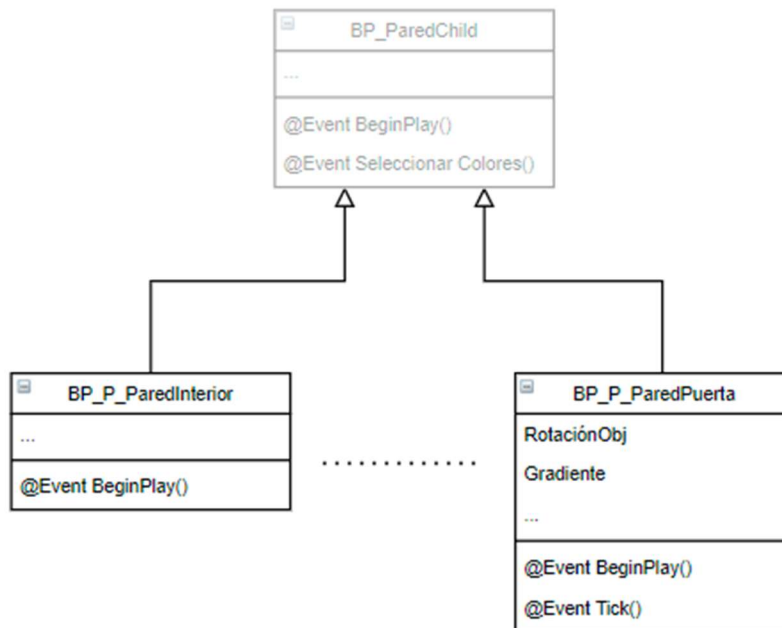 BP_ParedChild
...
@Event BeginPlay()
@Event Seleccionar Colores()
BP_P_ParedInterior
...
@Event BeginPlay()
BP_P_ParedPuerta
RotaciónObj
Gradiente
...
@Event BeginPlay()
@Event Tick()